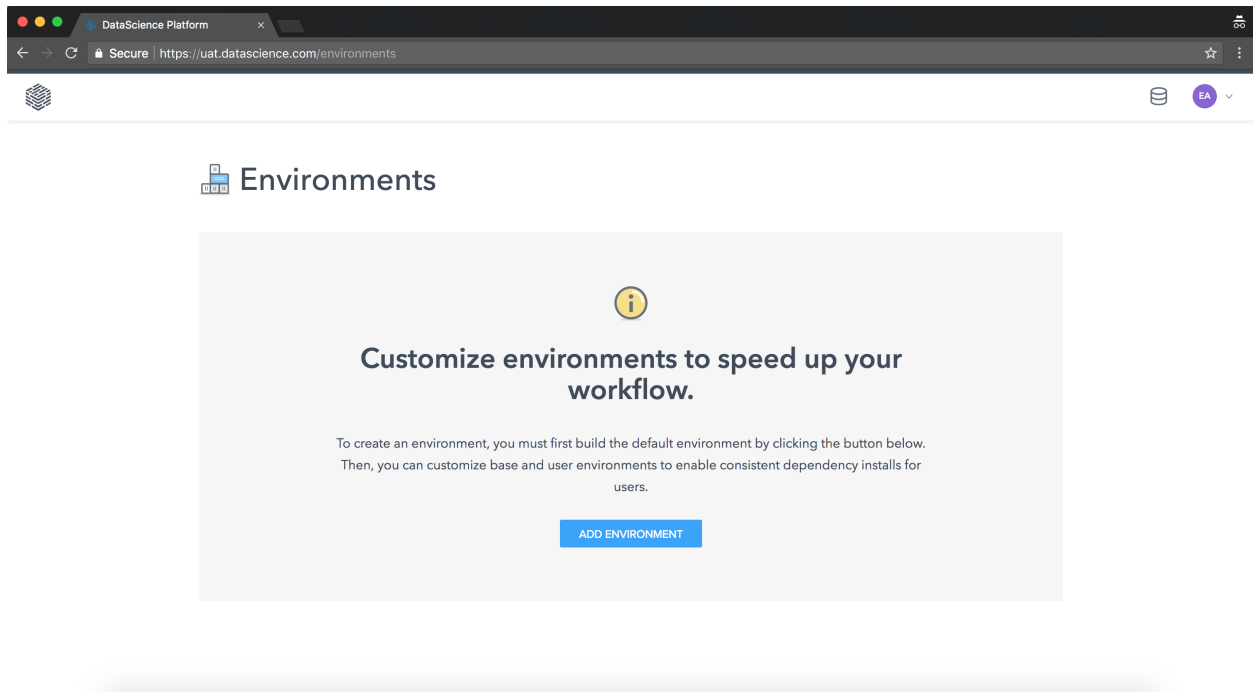 DataScience Platform
Secure https://uat.datascience.com/environments
EA
Environments
Customize environments to speed up your
workflow.
To create an environment, you must first build the default environment by clicking the button below.
Then, you can customize base and user environments to enable consistent dependency installs for
users.
ADD ENVIRONMENT